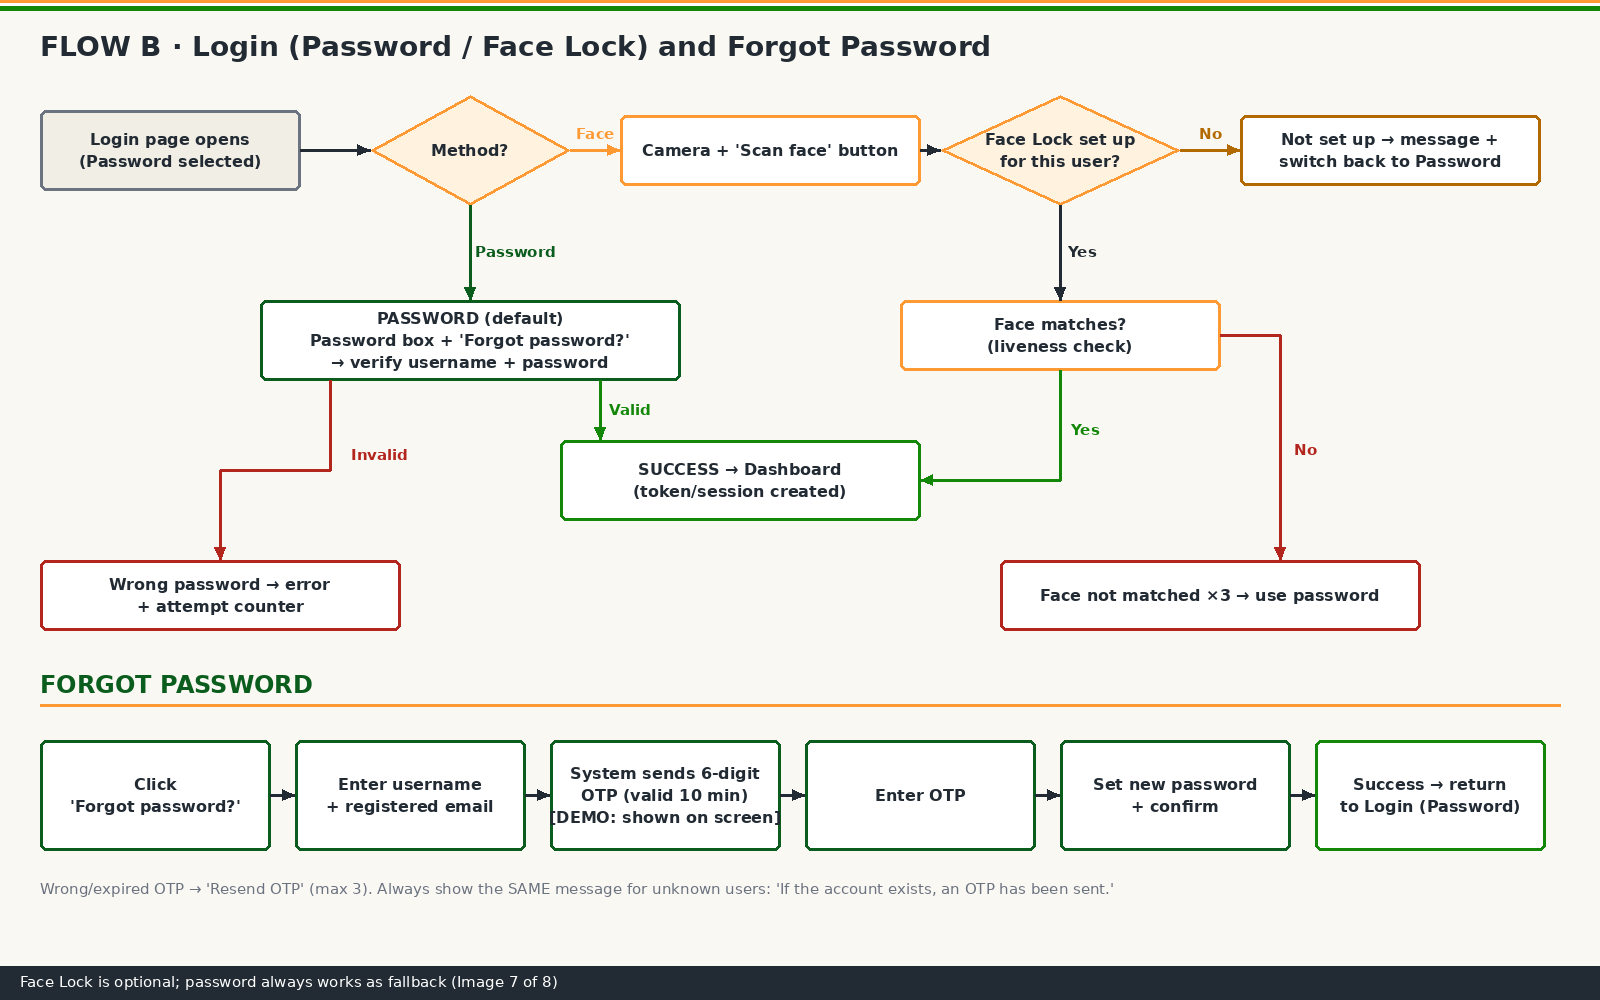 FLOW B · Login (Password / Face Lock) and Forgot Password
Login page opens
(Password selected)
Method?
Face
Camera + 'Scan face' button
Face Lock set up
for this user?
No
Not set up → message +
switch back to Password
Password
Yes
PASSWORD (default)
Password box + 'Forgot password?'
→ verify username + password
Face matches?
(liveness check)
Valid
Yes
Invalid
No
SUCCESS → Dashboard
(token/session created)
Wrong password → error
+ attempt counter
Face not matched ×3 → use password
FORGOT PASSWORD
Click
'Forgot password?'
Enter username
+ registered email
System sends 6-digit
OTP (valid 10 min)
[DEMO: shown on screen]
Enter OTP
Set new password
+ confirm
Success → return
to Login (Password)
Wrong/expired OTP → 'Resend OTP' (max 3). Always show the SAME message for unknown users: 'If the account exists, an OTP has been sent.'
Face Lock is optional; password always works as fallback (Image 7 of 8)